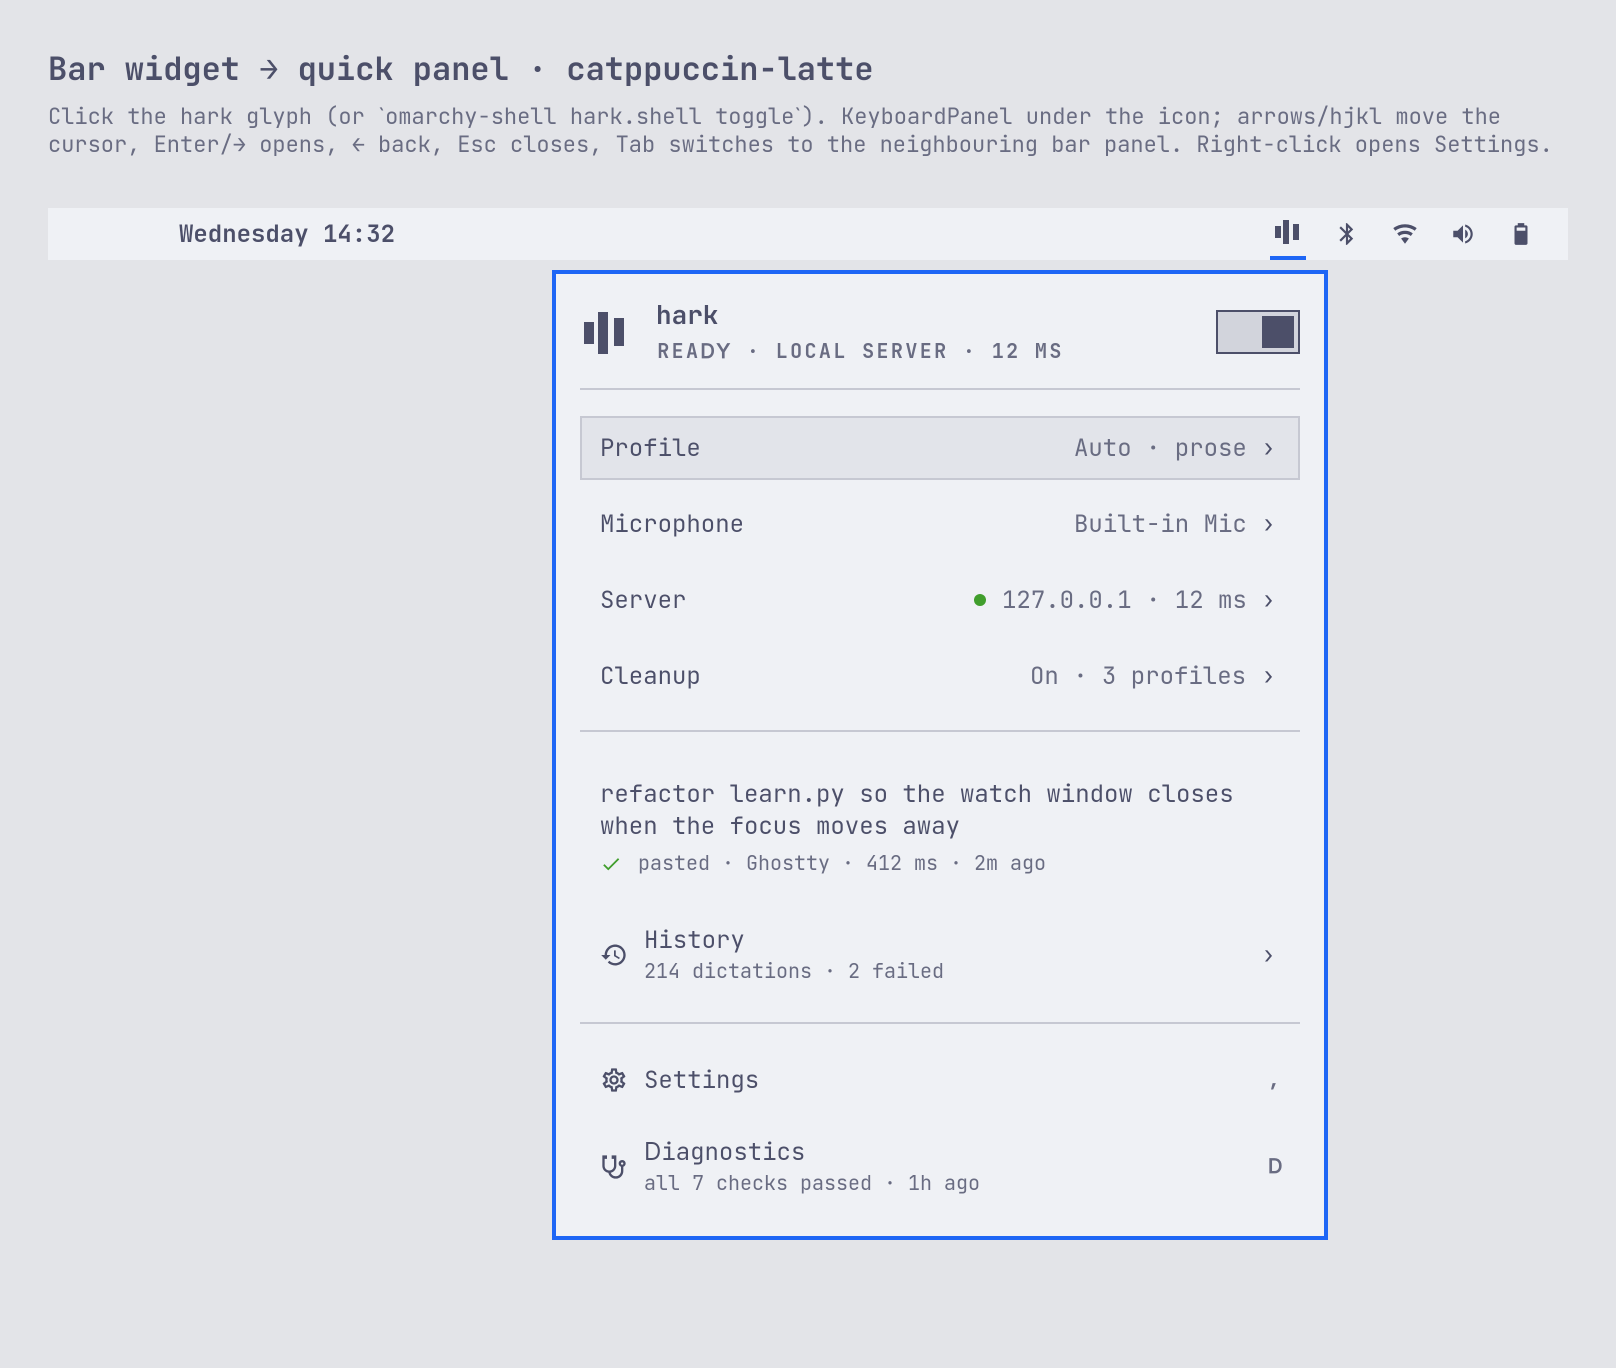 Bar widget → quick panel · catppuccin-latte
Click the hark glyph (or `omarchy-shell hark.shell toggle`). KeyboardPanel under the icon; arrows/hjkl move the
cursor, Enter/→ opens, ← back, Esc closes, Tab switches to the neighbouring bar panel. Right-click opens Settings.
Wednesday 14:32
hark
READY · LOCAL SERVER · 12 MS
Profile Auto · prose ›
Microphone Built-in Mic ›
Server 127.0.0.1 · 12 ms ›
Cleanup On · 3 profiles ›
refactor learn.py so the watch window closes
when the focus moves away
✓ pasted · Ghostty · 412 ms · 2m ago
History ›
214 dictations · 2 failed
Settings ,
Diagnostics D
all 7 checks passed · 1h ago